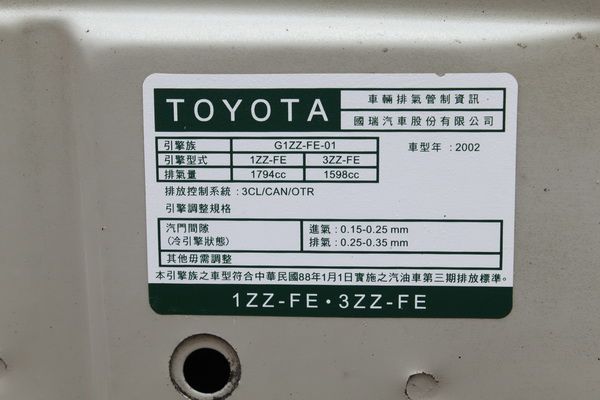 TOYOTA
車輛排氣管制資訊
國瑞汽車股份有限公司
引擎族 G1ZZ-FE-01
車型年 : 2002
引擎型式 1ZZ-FE 3ZZ-FE
排氣量 1794cc 1598cc
排放控制系統 : 3CL/CAN/OTR
引擎調整規格
汽門間隙 進氣 : 0.15-0.25 mm
(冷引擎狀態) 排氣 : 0.25-0.35 mm
其他毋需調整
本引擎族之車型符合中華民國88年1月1日實施之汽油車第三期排放標準。
1ZZ-FE·3ZZ-FE